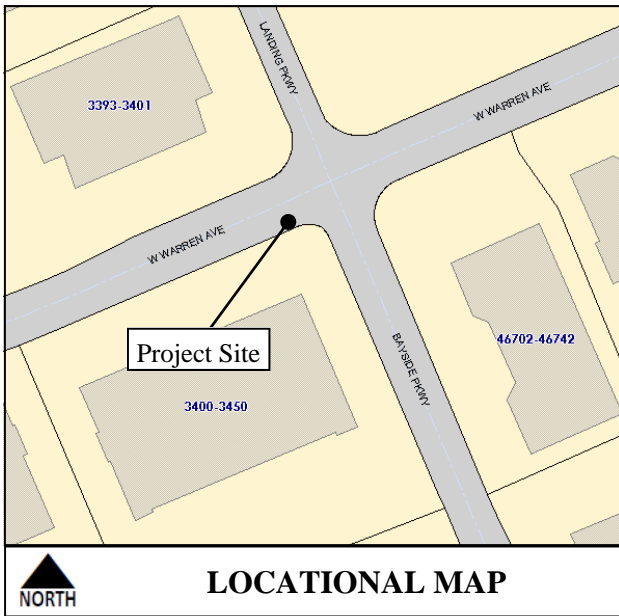 LANDING PKWY
3393-3401
W WARREN AVE
W WARREN AVE
Project Site
46702-46742
BAYSIDE PKWY
3400-3450
NORTH
LOCATIONAL MAP